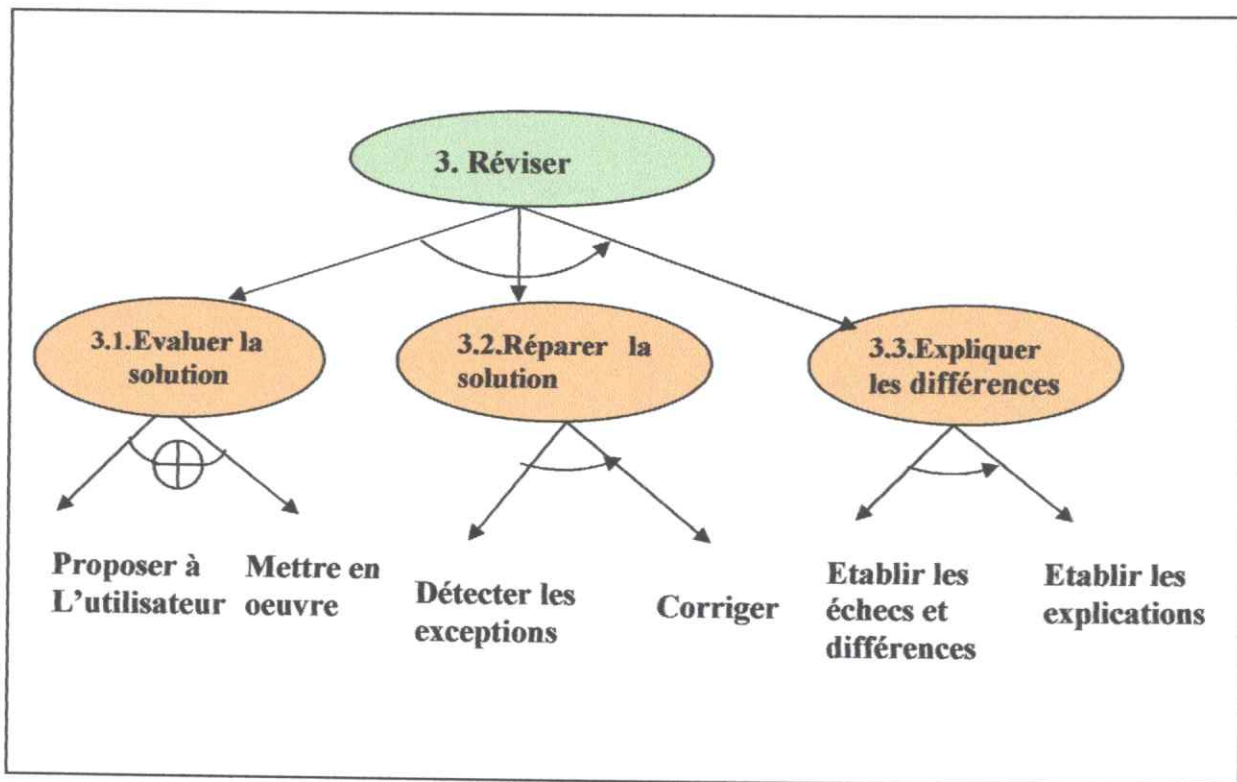 3. Réviser
3.1.Evaluer la
solution
3.2.Réparer la
solution
3.3.Expliquer
les différences
Proposer à
L'utilisateur
Mettre en
oeuvre
Détecter les
exceptions
Corriger
Etablir les
échecs et
différences
Etablir les
explications